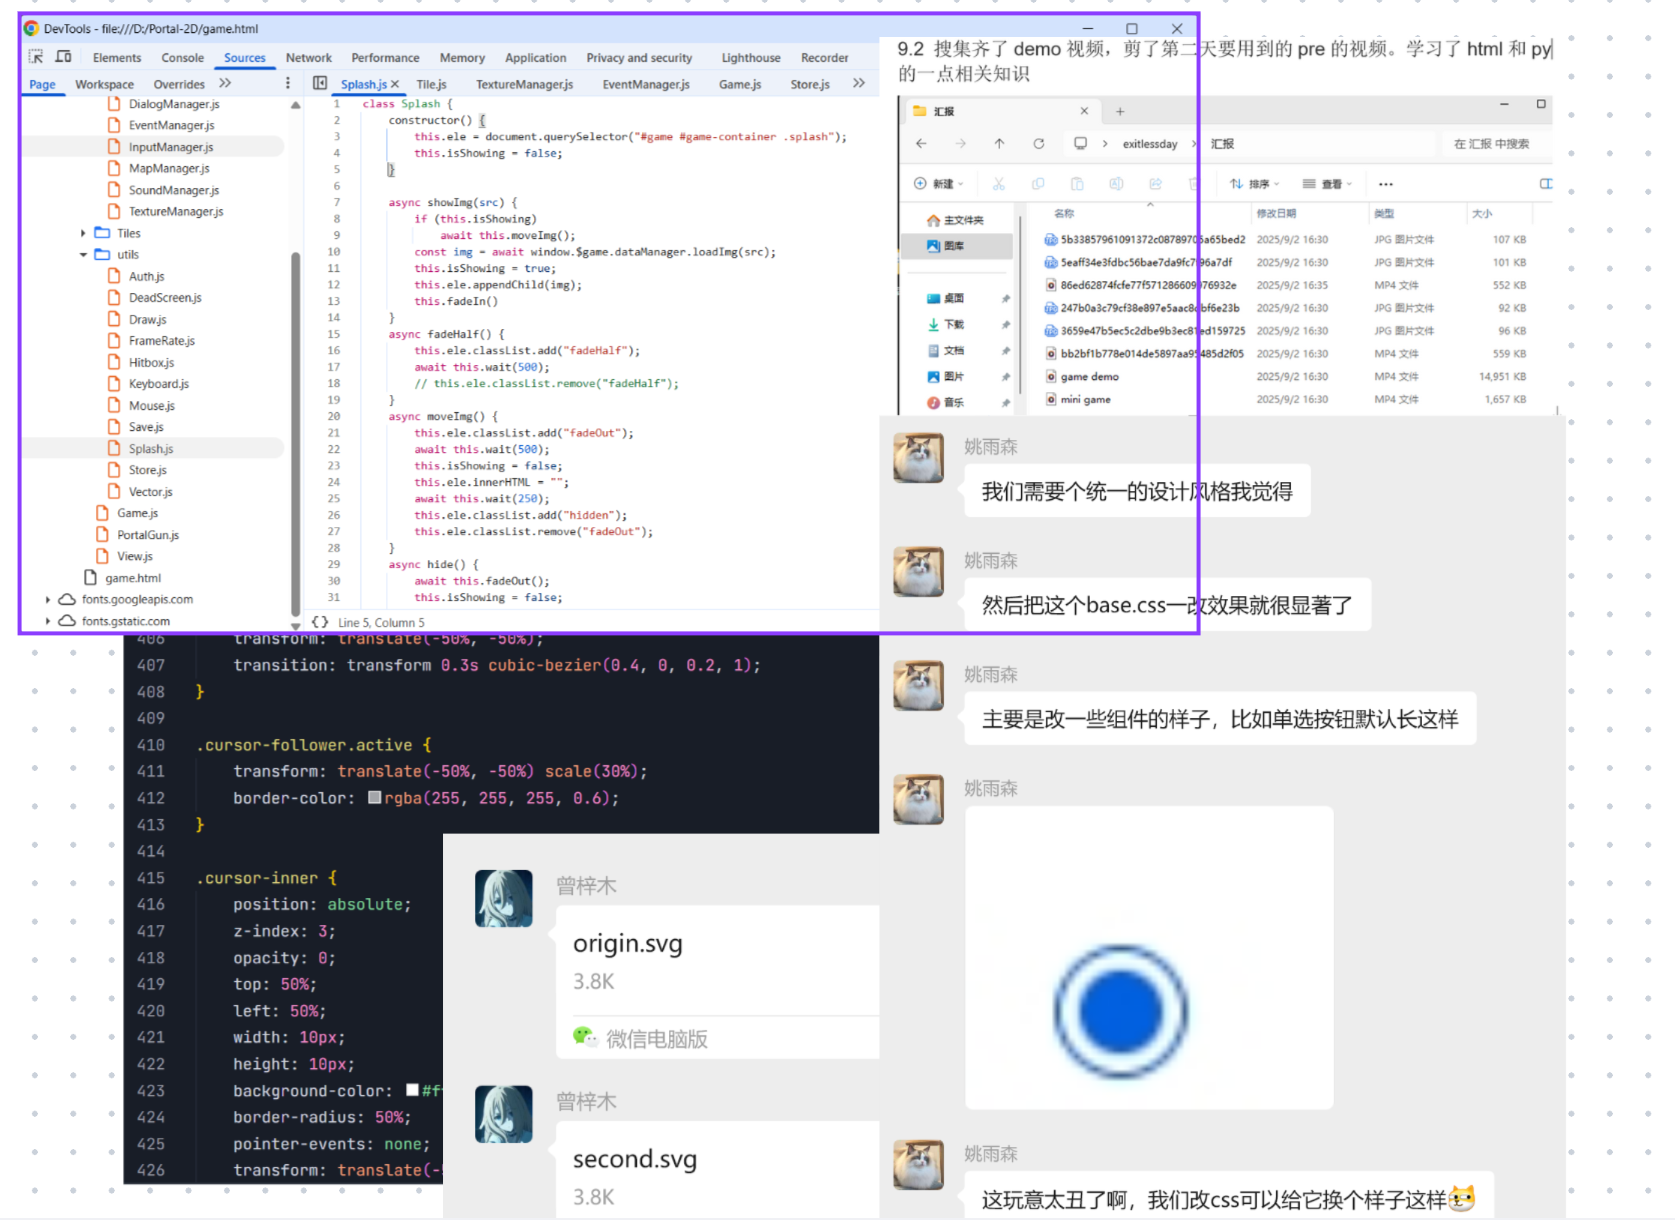 DevTools - file:///D:/Portal-2D/game.html
Elements Console Sources Network Performance Memory Application Privacy and security Lighthouse Recorder
Page Workspace Overrides
Splash.js Tile.js TextureManager.js EventManager.js Game.js Store.js
DialogManager.js
EventManager.js
InputManager.js
MapManager.js
SoundManager.js
TextureManager.js
Tiles
utils
Auth.js
DeadScreen.js
Draw.js
FrameRate.js
Hitbox.js
Keyboard.js
Mouse.js
Save.js
Splash.js
Store.js
Vector.js
Game.js
PortalGun.js
View.js
game.html
fonts.googleapis.com
fonts.gstatic.com
1 class Splash {
2 constructor() {
3 this.ele = document.querySelector("#game #game-container .splash");
4 this.isShowing = false;
5 }
6
7 async showImg(src) {
8 if (this.isShowing)
9 await this.moveImg();
10 const img = await window.$game.dataManager.loadImg(src);
11 this.isShowing = true;
12 this.ele.appendChild(img);
13 this.fadeIn()
14 }
15 async fadeHalf() {
16 this.ele.classList.add("fadeHalf");
17 await this.wait(500);
18 // this.ele.classList.remove("fadeHalf");
19 }
20 async moveImg() {
21 this.ele.classList.add("fadeOut");
22 await this.wait(500);
23 this.isShowing = false;
24 this.ele.innerHTML = "";
25 await this.wait(250);
26 this.ele.classList.add("hidden");
27 this.ele.classList.remove("fadeOut");
28 }
29 async hide() {
30 await this.fadeOut();
31 this.isShowing = false;
{} Line 5, Column 5
9.2 搜集齐了 demo 视频，剪了第二天要用到的 pre 的视频。学习了 html 和 py
的一点相关知识
汇报
exitlessday 汇报 在 汇报 中搜索
新建 排序 查看
主文件夹
图库
桌面
下载
文档
图片
音乐
名称 修改日期 类型 大小
2025/9/2 16:30 JPG 图片文件 107 KB
2025/9/2 16:30 JPG 图片文件 101 KB
2025/9/2 16:35 MP4 文件 552 KB
2025/9/2 16:30 JPG 图片文件 92 KB
2025/9/2 16:30 JPG 图片文件 96 KB
2025/9/2 16:30 MP4 文件 559 KB
game demo 2025/9/2 16:30 MP4 文件 14,951 KB
mini game 2025/9/2 16:30 MP4 文件 1,657 KB
姚雨森
我们需要个统一的设计风格我觉得
姚雨森
然后把这个base.css一改效果就很显著了
姚雨森
主要是改一些组件的样子，比如单选按钮默认长这样
姚雨森
姚雨森
这玩意太丑了啊，我们改css可以给它换个样子这样
406 transform: translate(-50%, -50%);
407 transition: transform 0.3s cubic-bezier(0.4, 0, 0.2, 1);
408 }
409
410 .cursor-follower.active {
411 transform: translate(-50%, -50%) scale(30%);
412 border-color: rgba(255, 255, 255, 0.6);
413 }
414
415 .cursor-inner {
416 position: absolute;
417 z-index: 3;
418 opacity: 0;
419 top: 50%;
420 left: 50%;
421 width: 10px;
422 height: 10px;
423 background-color: #f
424 border-radius: 50%;
425 pointer-events: none;
426 transform: translate(-
曾梓木
origin.svg
3.8K
微信电脑版
曾梓木
second.svg
3.8K